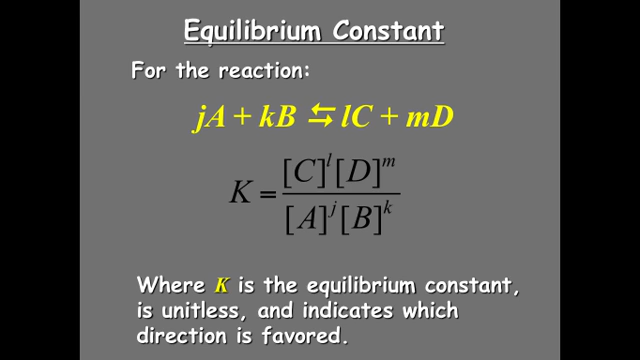 Equilibrium Constant
For the reaction:
jA + kB ⇆ lC + mD
K = [C]^l [D]^m / [A]^j [B]^k
Where K is the equilibrium constant,
is unitless, and indicates which
direction is favored.